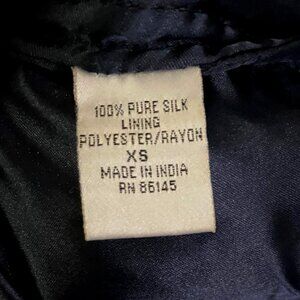 100% PURE SILK
LINING
POLYESTER/RAYON
XS
MADE IN INDIA
RN 86145